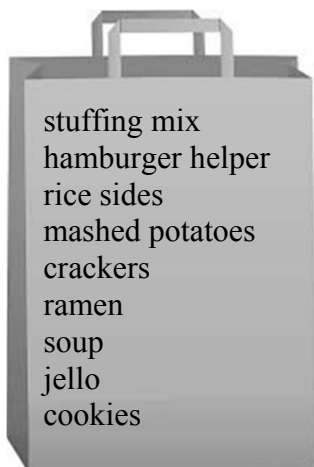 stuffing mix
hamburger helper
rice sides
mashed potatoes
crackers
ramen
soup
jello
cookies